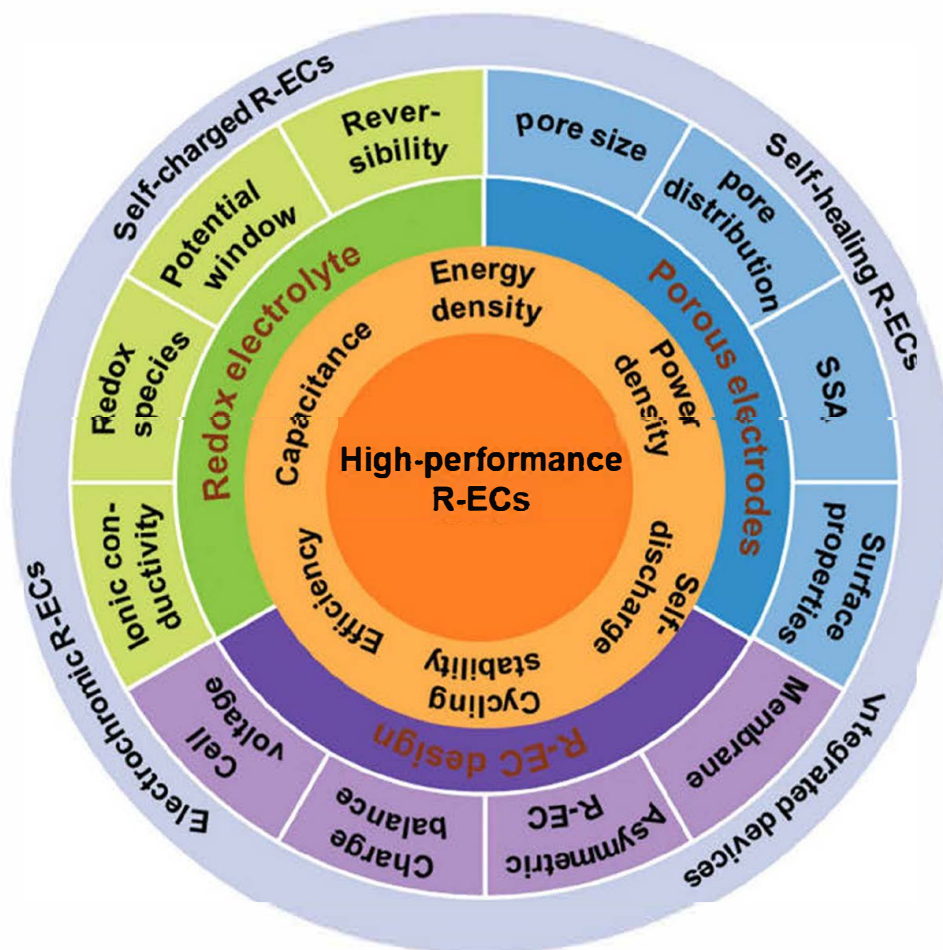 Self-charged R-ECs
Self-healing R-ECs
Integrated devices
Electrochromic R-ECs
Rever-
sibility
pore size
pore
distribution
SSA
Surface
properties
Membrane
Asymmetric
R-EC
Charge
balance
Cell
voltage
Ionic con-
ductivity
Redox
species
Potential
window
Redox electrolyte
Porous electrodes
R-EC design
Energy
density
Power
density
Self-
discharge
Cycling
stability
Efficiency
Capacitance
High-performance
R-ECs